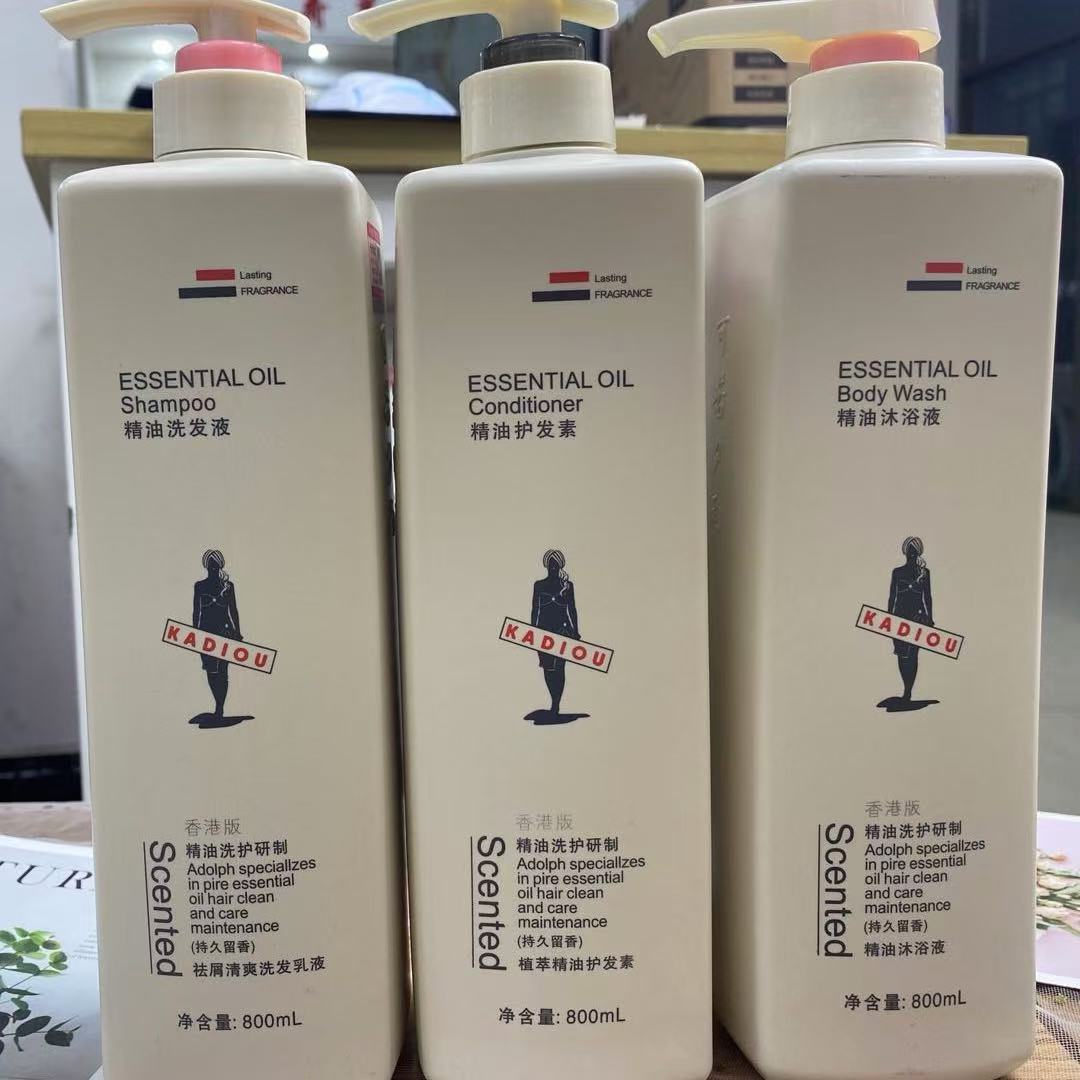 Lasting
FRAGRANCE
ESSENTIAL OIL
Shampoo
精油洗发液
KADIOU
香港版
Scented
精油洗护研制
Adolph speciallzes
in pire essential
oil hair clean
and care
maintenance
(持久留香)
祛屑清爽洗发乳液
净含量: 800mL
Lasting
FRAGRANCE
ESSENTIAL OIL
Conditioner
精油护发素
KADIOU
香港版
Scented
精油洗护研制
Adolph speciallzes
in pire essential
oil hair clean
and care
maintenance
(持久留香)
植萃精油护发素
净含量: 800mL
Lasting
FRAGRANCE
ESSENTIAL OIL
Body Wash
精油沐浴液
KADIOU
香港版
Scented
精油洗护研制
Adolph speciallzes
in pire essential
oil hair clean
and care
maintenance
(持久留香)
精油沐浴液
净含量: 800mL